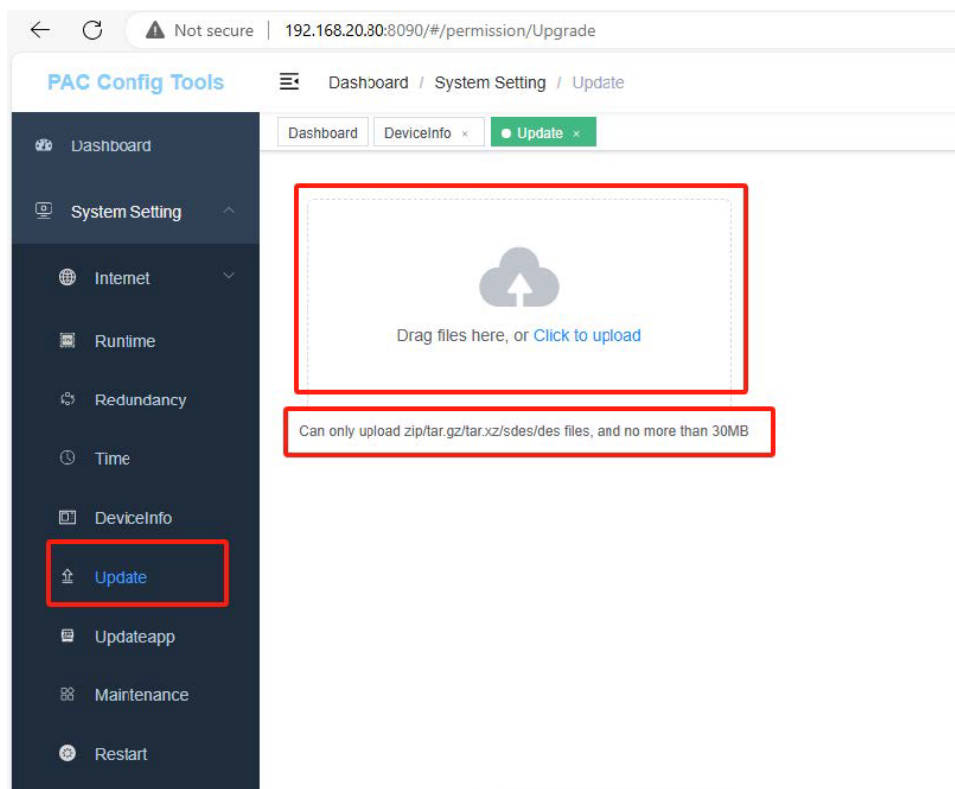 Not secure | 192.168.20.80:8090/#/permission/Upgrade
PAC Config Tools
Dashboard / System Setting / Update
Dashboard
DeviceInfo ×
Update ×
Dashboard
System Setting
Internet
Runtime
Redundancy
Time
DeviceInfo
Update
Updateapp
Maintenance
Restart
Drag files here, or Click to upload
Can only upload zip/tar.gz/tar.xz/sdes/des files, and no more than 30MB